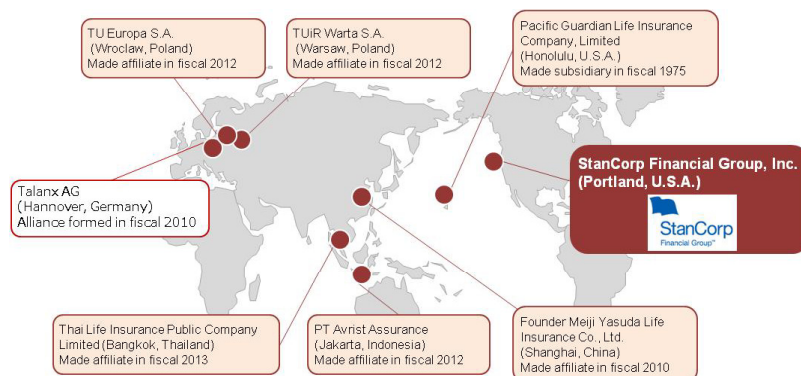 TU Europa S.A.
(Wroclaw, Poland)
Made affiliate in fiscal 2012
TUiR Warta S.A.
(Warsaw, Poland)
Made affiliate in fiscal 2012
Pacific Guardian Life Insurance
Company, Limited
(Honolulu, U.S.A.)
Made subsidiary in fiscal 1975
StanCorp Financial Group, Inc.
(Portland, U.S.A.)
StanCorp
Financial Group™
Talanx AG
(Hannover, Germany)
Alliance formed in fiscal 2010
Thai Life Insurance Public Company
Limited (Bangkok, Thailand)
Made affiliate in fiscal 2013
PT Avrist Assurance
(Jakarta, Indonesia)
Made affiliate in fiscal 2012
Founder Meiji Yasuda Life
Insurance Co., Ltd.
(Shanghai, China)
Made affiliate in fiscal 2010